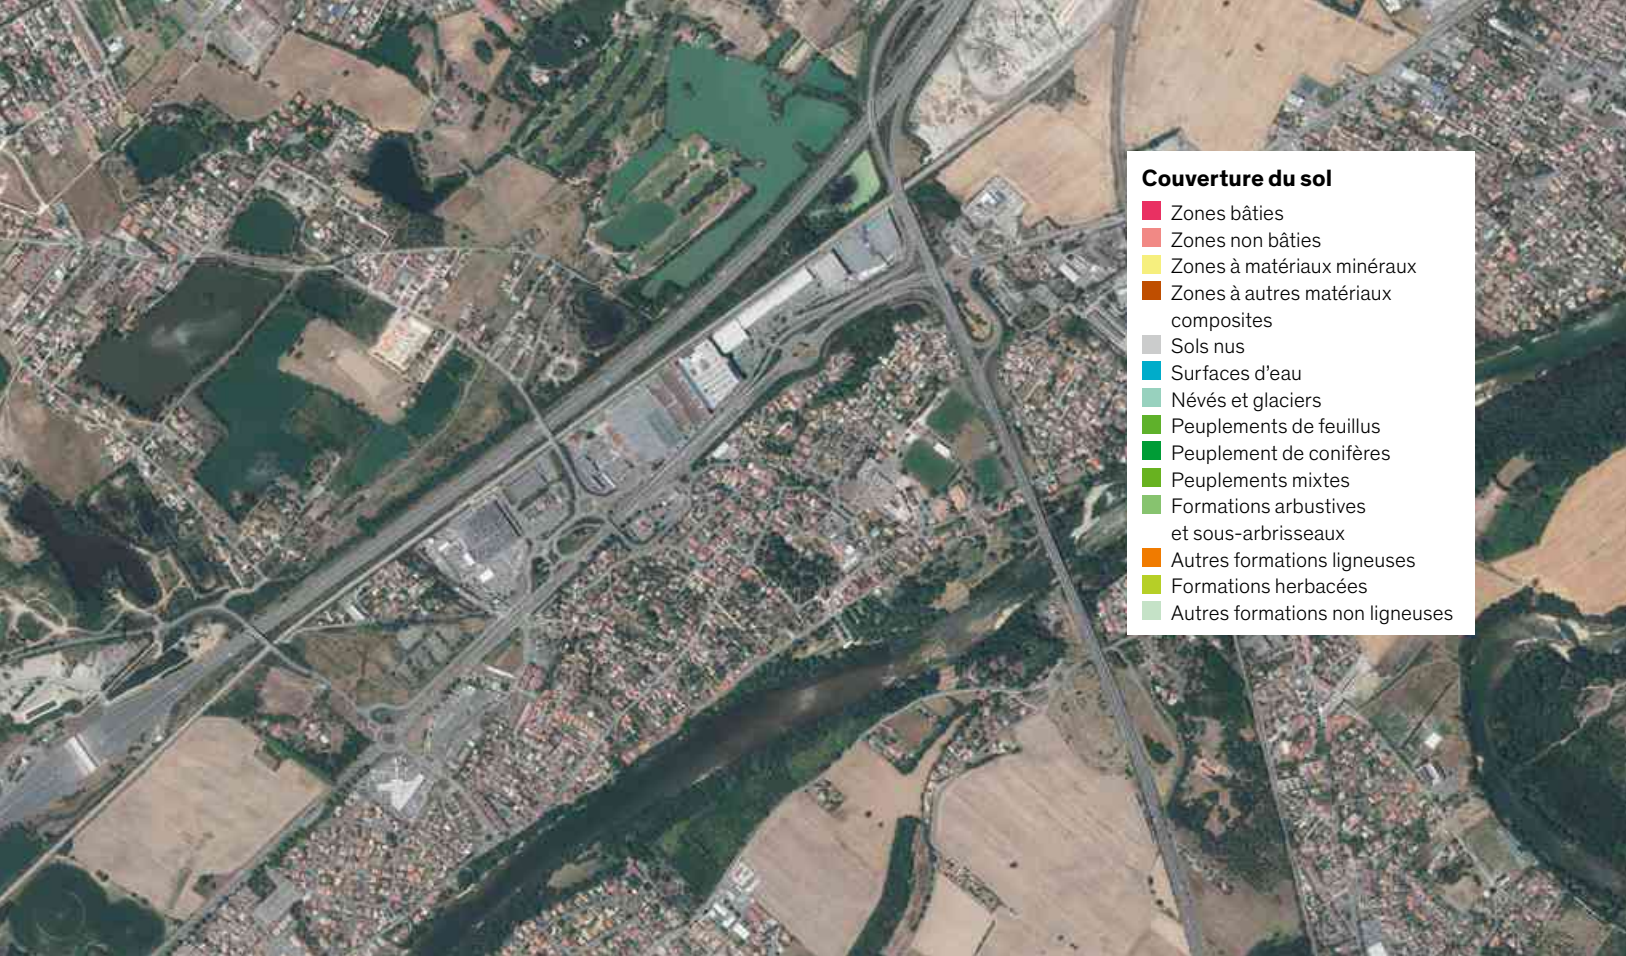 Couverture du sol
Zones bâties
Zones non bâties
Zones à matériaux minéraux
Zones à autres matériaux
composites
Sols nus
Surfaces d’eau
Névés et glaciers
Peuplements de feuillus
Peuplement de conifères
Peuplements mixtes
Formations arbustives
et sous-arbrisseaux
Autres formations ligneuses
Formations herbacées
Autres formations non ligneuses